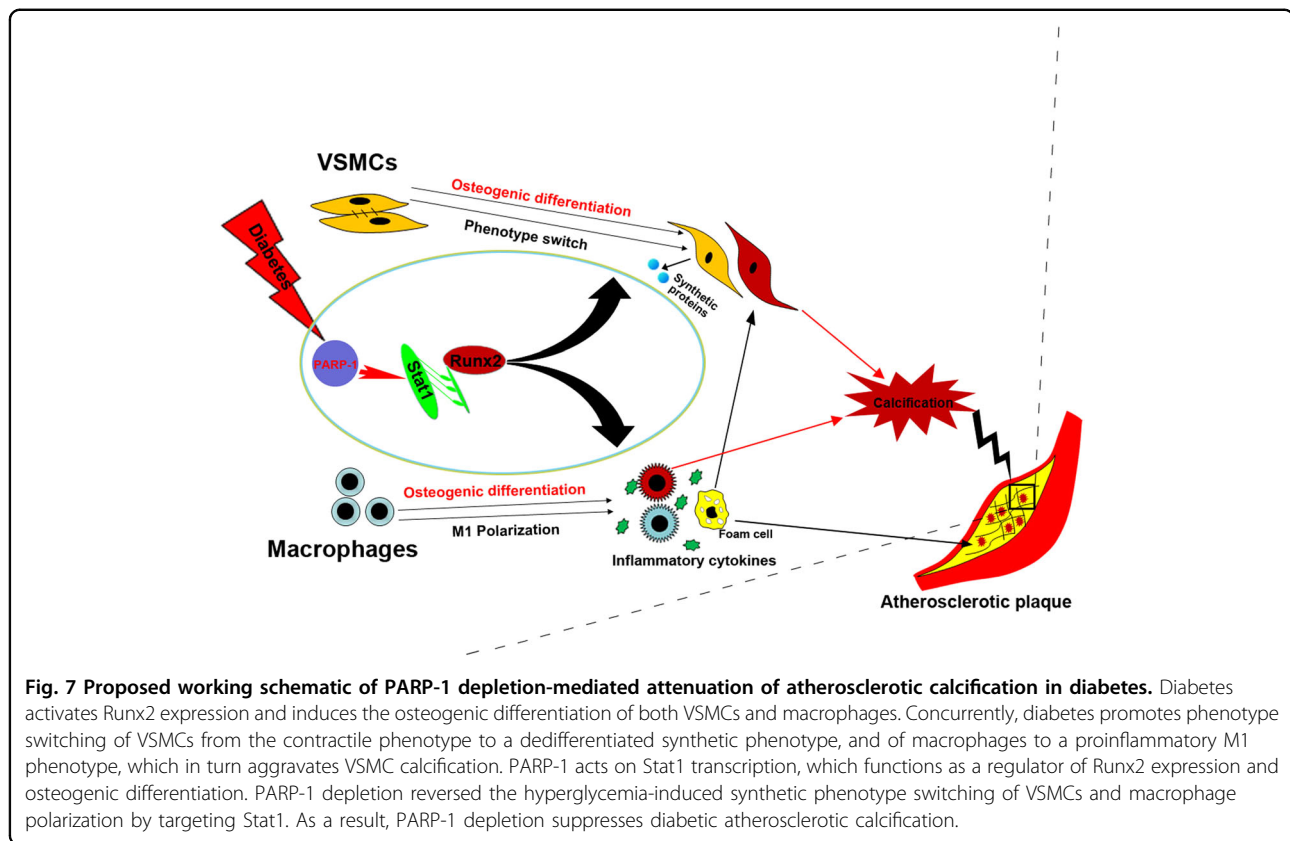 VSMCs
Osteogenic differentiation
Phenotype switch
Diabetes
Synthetic
proteins
PARP-1
Stat1
Runx2
Calcification
Osteogenic differentiation
M1 Polarization
Macrophages
Foam cell
Inflammatory cytokines
Atherosclerotic plaque
Fig. 7 Proposed working schematic of PARP-1 depletion-mediated attenuation of atherosclerotic calcification in diabetes. Diabetes
activates Runx2 expression and induces the osteogenic differentiation of both VSMCs and macrophages. Concurrently, diabetes promotes phenotype
switching of VSMCs from the contractile phenotype to a dedifferentiated synthetic phenotype, and of macrophages to a proinflammatory M1
phenotype, which in turn aggravates VSMC calcification. PARP-1 acts on Stat1 transcription, which functions as a regulator of Runx2 expression and
osteogenic differentiation. PARP-1 depletion reversed the hyperglycemia-induced synthetic phenotype switching of VSMCs and macrophage
polarization by targeting Stat1. As a result, PARP-1 depletion suppresses diabetic atherosclerotic calcification.